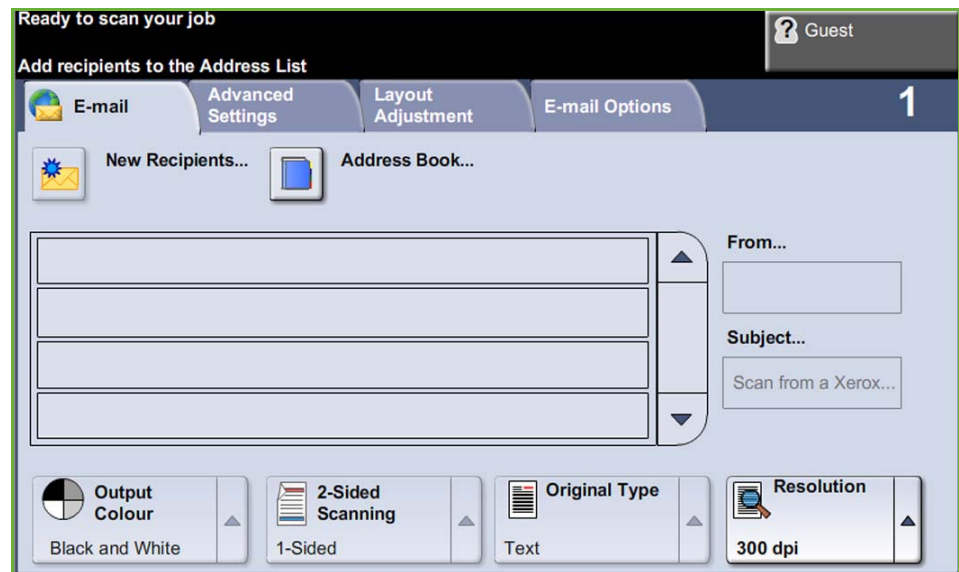 Ready to scan your job
Guest
Add recipients to the Address List
E-mail
Advanced
Settings
Layout
Adjustment
E-mail Options
1
New Recipients...
Address Book...
From...
Subject...
Scan from a Xerox...
Output
Colour
Black and White
2-Sided
Scanning
1-Sided
Original Type
Text
Resolution
300 dpi